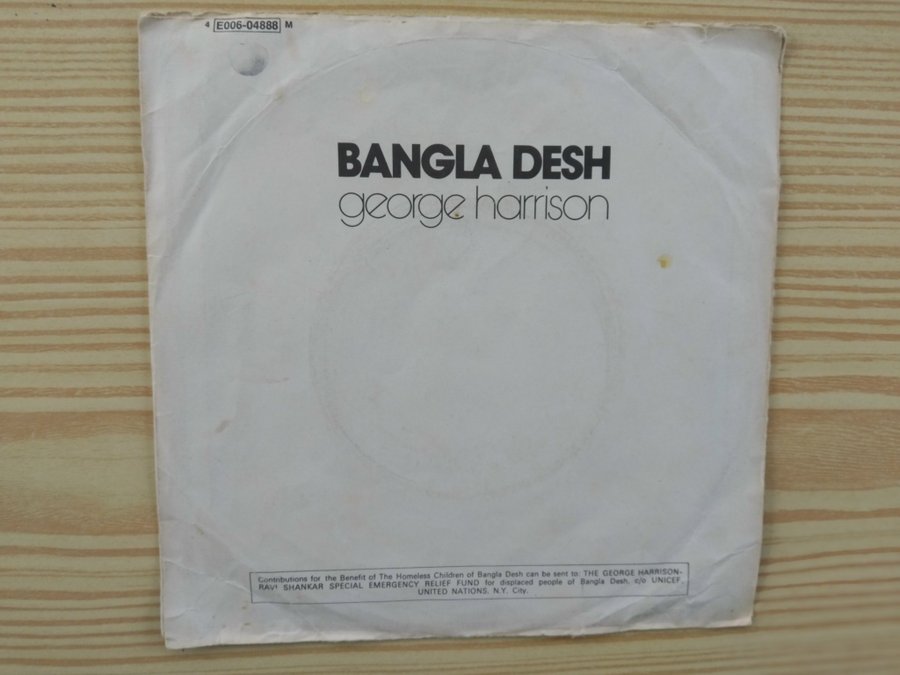 4 E006-04888 M
BANGLA DESH
george harrison
Contributions for the Benefit of The Homeless Children of Bangla Desh can be sent to: THE GEORGE HARRISON-
RAVI SHANKAR SPECIAL EMERGENCY RELIEF FUND for displaced people of Bangla Desh, c/o UNICEF,
UNITED NATIONS, N.Y. City.